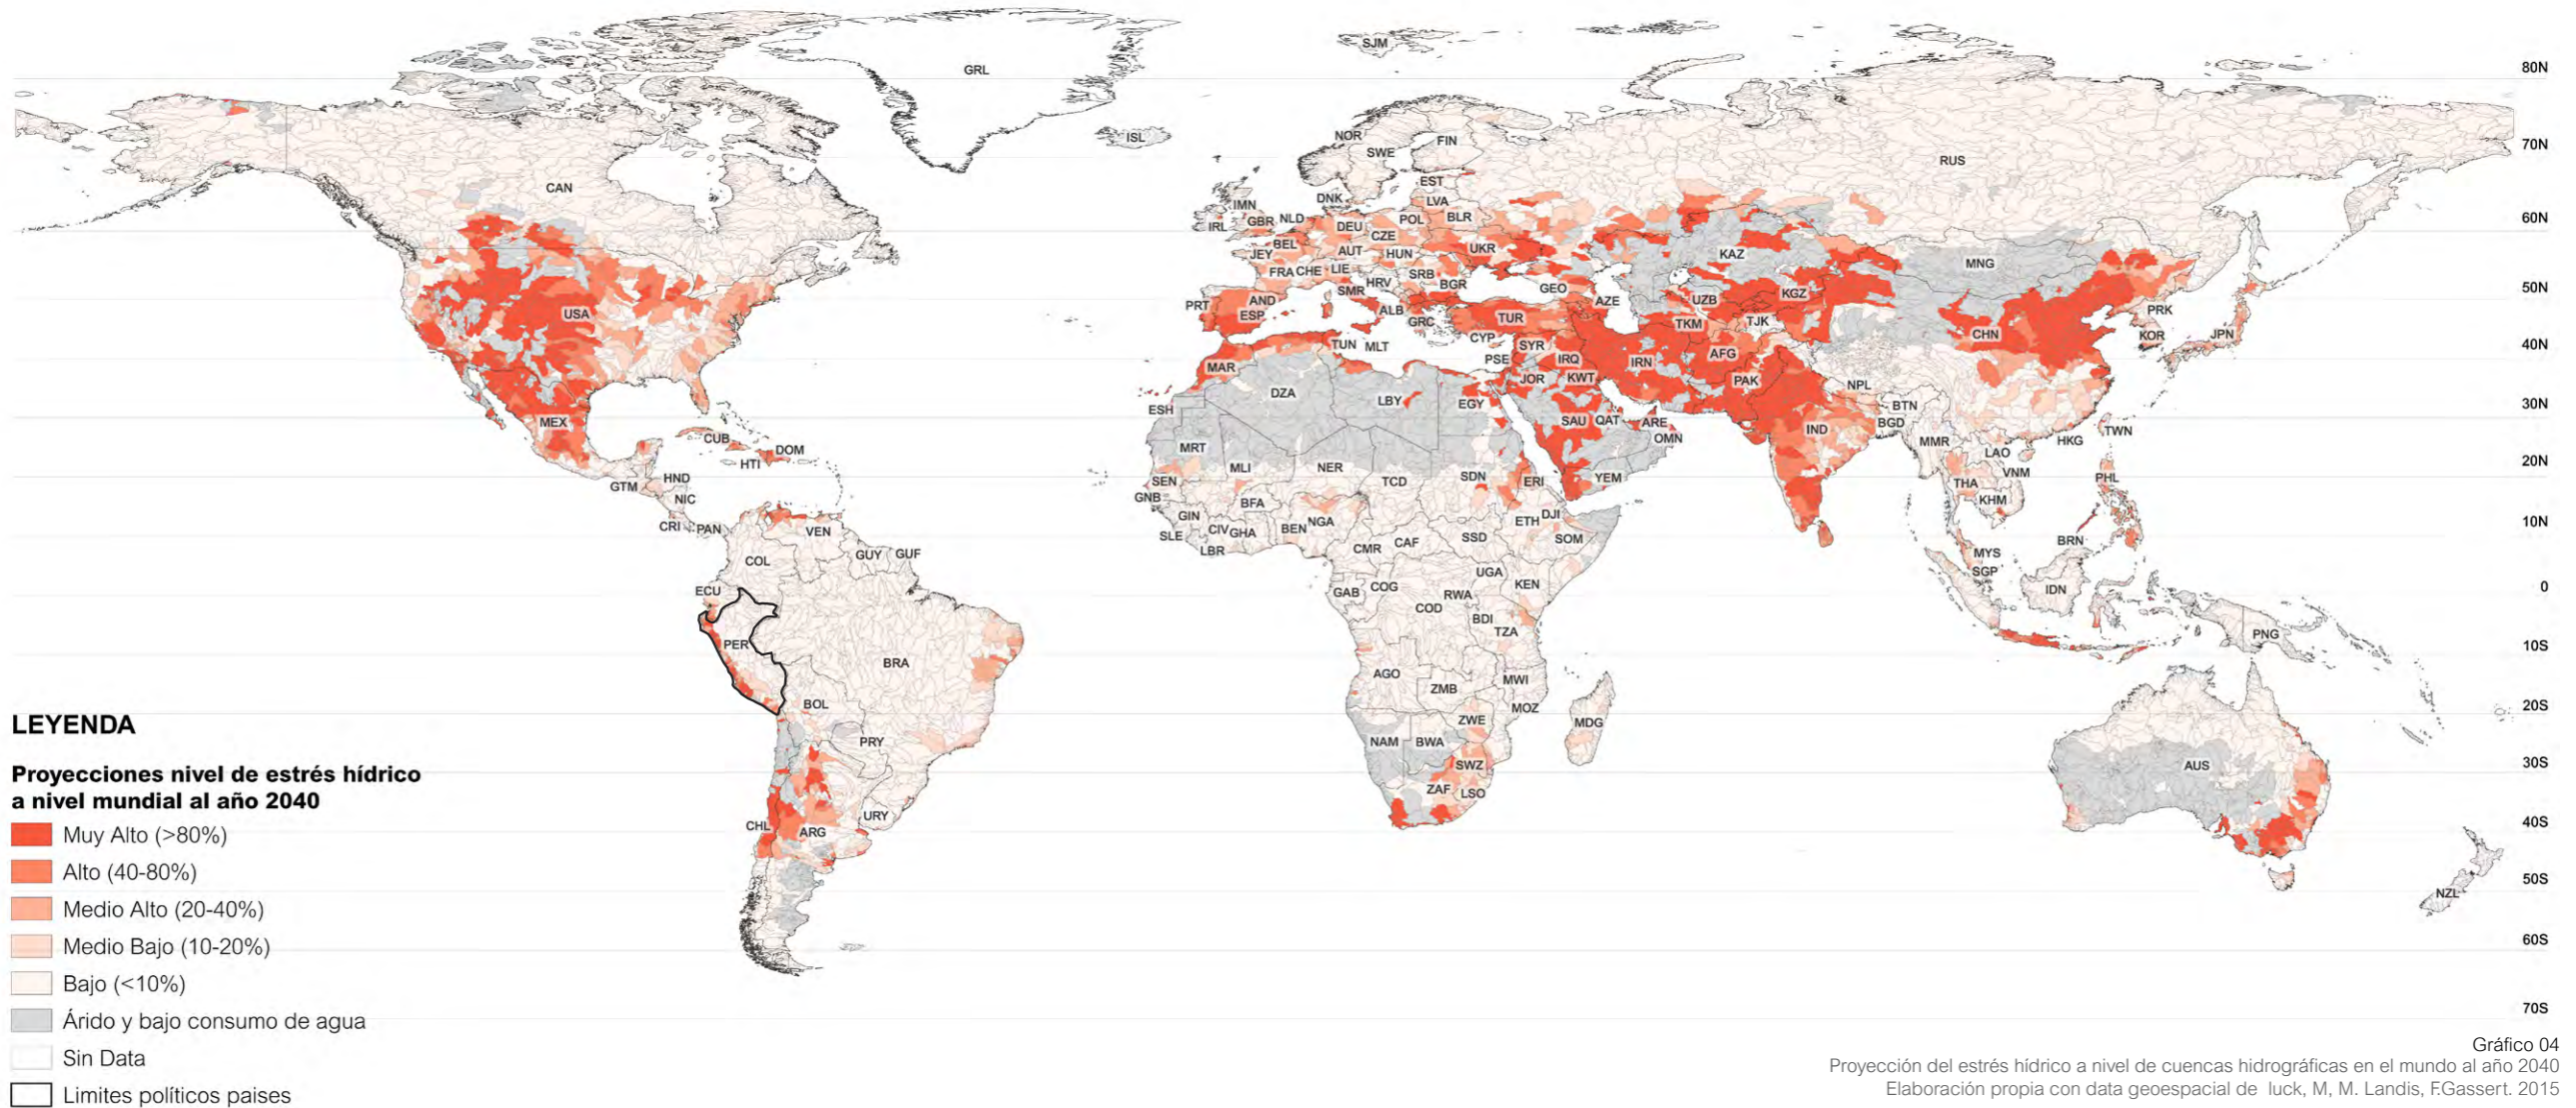 SJM
GRL
80N
ISL
NOR
FIN
SWE
RUS
70N
CAN
EST
LVA
DNK
IMN
IRL
GBR
NLD
DEU
POL
BLR
60N
BEL
CZE
JEY
AUT
HUN
UKR
FRA
CHE
LIE
SRB
KAZ
MNG
HRV
SMR
BGR
GEO
50N
PRT
AND
ESP
ALB
GRC
AZE
UZB
KGZ
USA
TUR
TKM
TJK
PRK
CHN
KOR
JPN
TUN
MLT
CYP
SYR
40N
PSE
IRQ
IRN
AFG
MAR
JOR
KWT
PAK
NPL
DZA
LBY
EGY
BTN
30N
ESH
SAU
QAT
ARE
OMN
IND
BGD
MEX
CUB
DOM
HTI
MRT
MMR
HKG
TWN
LAO
20N
MLI
NER
SDN
ERI
YEM
SEN
TCD
VNM
THA
PHL
GTM
HND
NIC
GNB
BFA
KHM
CRI
PAN
VEN
GIN
CIV
GHA
BEN
NGA
ETH
DJI
10N
SLE
LBR
CMR
CAF
SSD
SOM
BRN
MYS
COL
GUY
GUF
UGA
SGP
ECU
GAB
COG
RWA
KEN
IDN
0
COD
BDI
TZA
PER
PNG
10S
BRA
AGO
ZMB
MWI
BOL
MOZ
20S
ZWE
MDG
PRY
NAM
BWA
AUS
30S
SWZ
ZAF
LSO
CHL
ARG
URY
40S
50S
NZL
60S
70S
LEYENDA
Proyecciones nivel de estrés hídrico
a nivel mundial al año 2040
Muy Alto (>80%)
Alto (40-80%)
Medio Alto (20-40%)
Medio Bajo (10-20%)
Bajo (<10%)
Árido y bajo consumo de agua
Sin Data
Limites políticos paises
Gráfico 04
Proyección del estrés hídrico a nivel de cuencas hidrográficas en el mundo al año 2040
Elaboración propia con data geoespacial de luck, M, M. Landis, F.Gassert. 2015